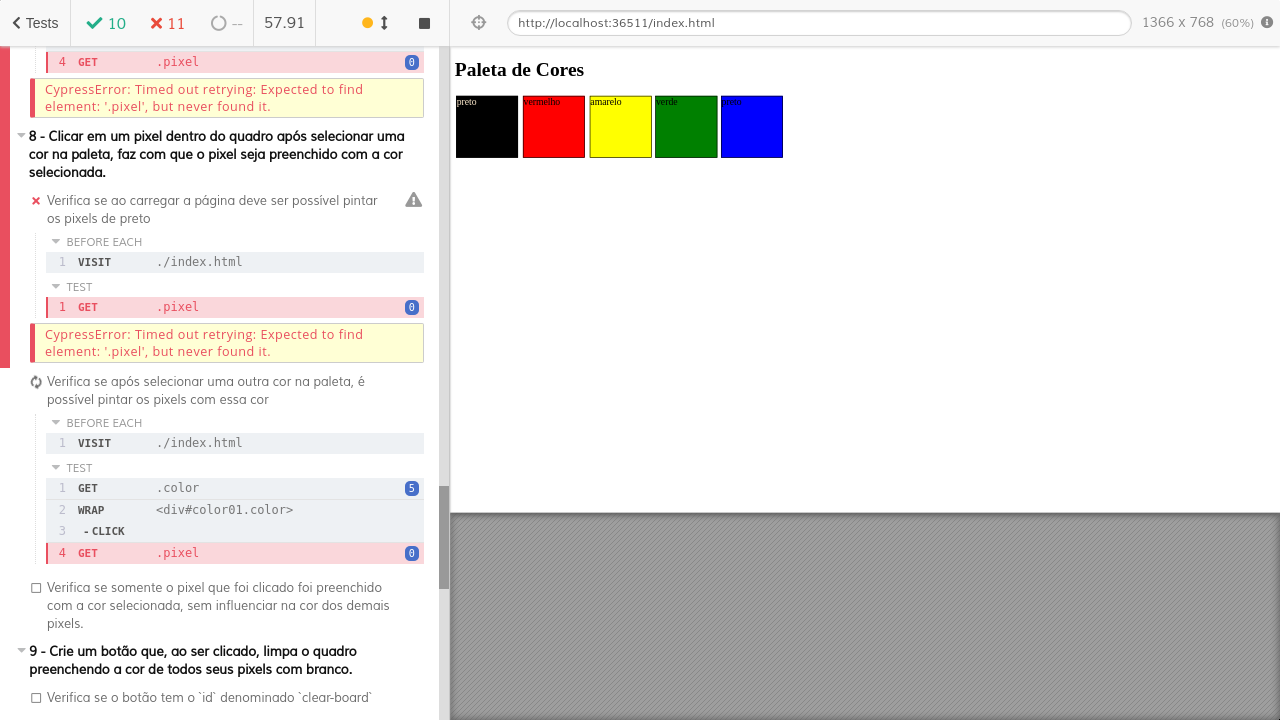 Tests
10
11
--
57.91
http://localhost:36511/index.html
1366 x 768 (60%)
4 GET .pixel 0
CypressError: Timed out retrying: Expected to find
element: '.pixel', but never found it.
8 - Clicar em um pixel dentro do quadro após selecionar uma
cor na paleta, faz com que o pixel seja preenchido com a cor
selecionada.
Verifica se ao carregar a página deve ser possível pintar
os pixels de preto
BEFORE EACH
1 VISIT ./index.html
TEST
1 GET .pixel 0
CypressError: Timed out retrying: Expected to find
element: '.pixel', but never found it.
Verifica se após selecionar uma outra cor na paleta, é
possível pintar os pixels com essa cor
BEFORE EACH
1 VISIT ./index.html
TEST
1 GET .color 5
2 WRAP <div#color01.color>
3 - CLICK
4 GET .pixel 0
Verifica se somente o pixel que foi clicado foi preenchido
com a cor selecionada, sem influenciar na cor dos demais
pixels.
9 - Crie um botão que, ao ser clicado, limpa o quadro
preenchendo a cor de todos seus pixels com branco.
Verifica se o botão tem o `id` denominado `clear-board`
Paleta de Cores
preto
vermelho
amarelo
verde
preto